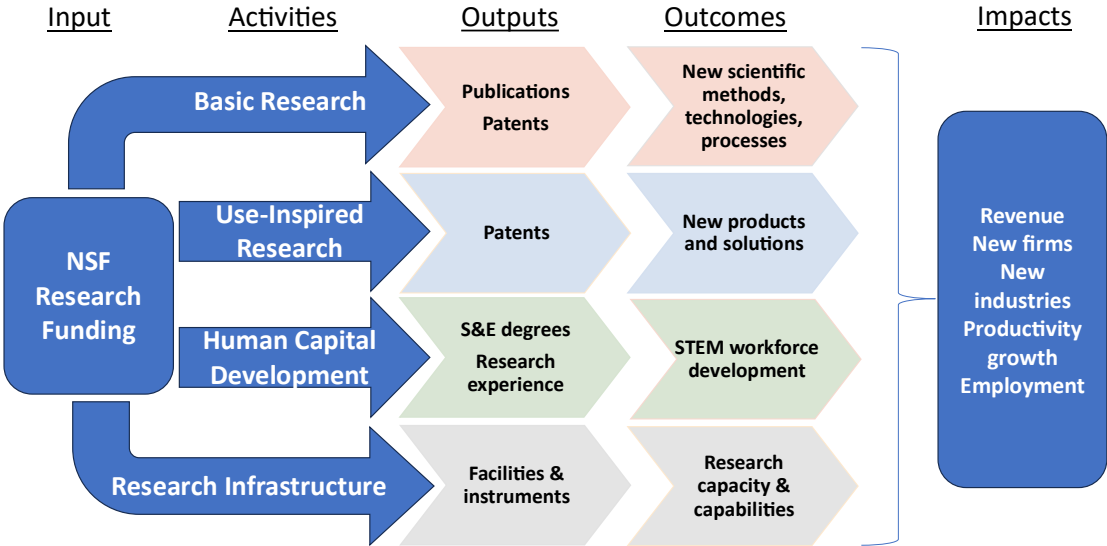 Input
Activities
Outputs
Outcomes
Impacts
NSF
Research
Funding
Basic Research
Publications
Patents
New scientific
methods,
technologies,
processes
Use-Inspired
Research
Patents
New products
and solutions
Human Capital
Development
S&E degrees
Research
experience
STEM workforce
development
Research Infrastructure
Facilities &
instruments
Research
capacity &
capabilities
Revenue
New firms
New
industries
Productivity
growth
Employment